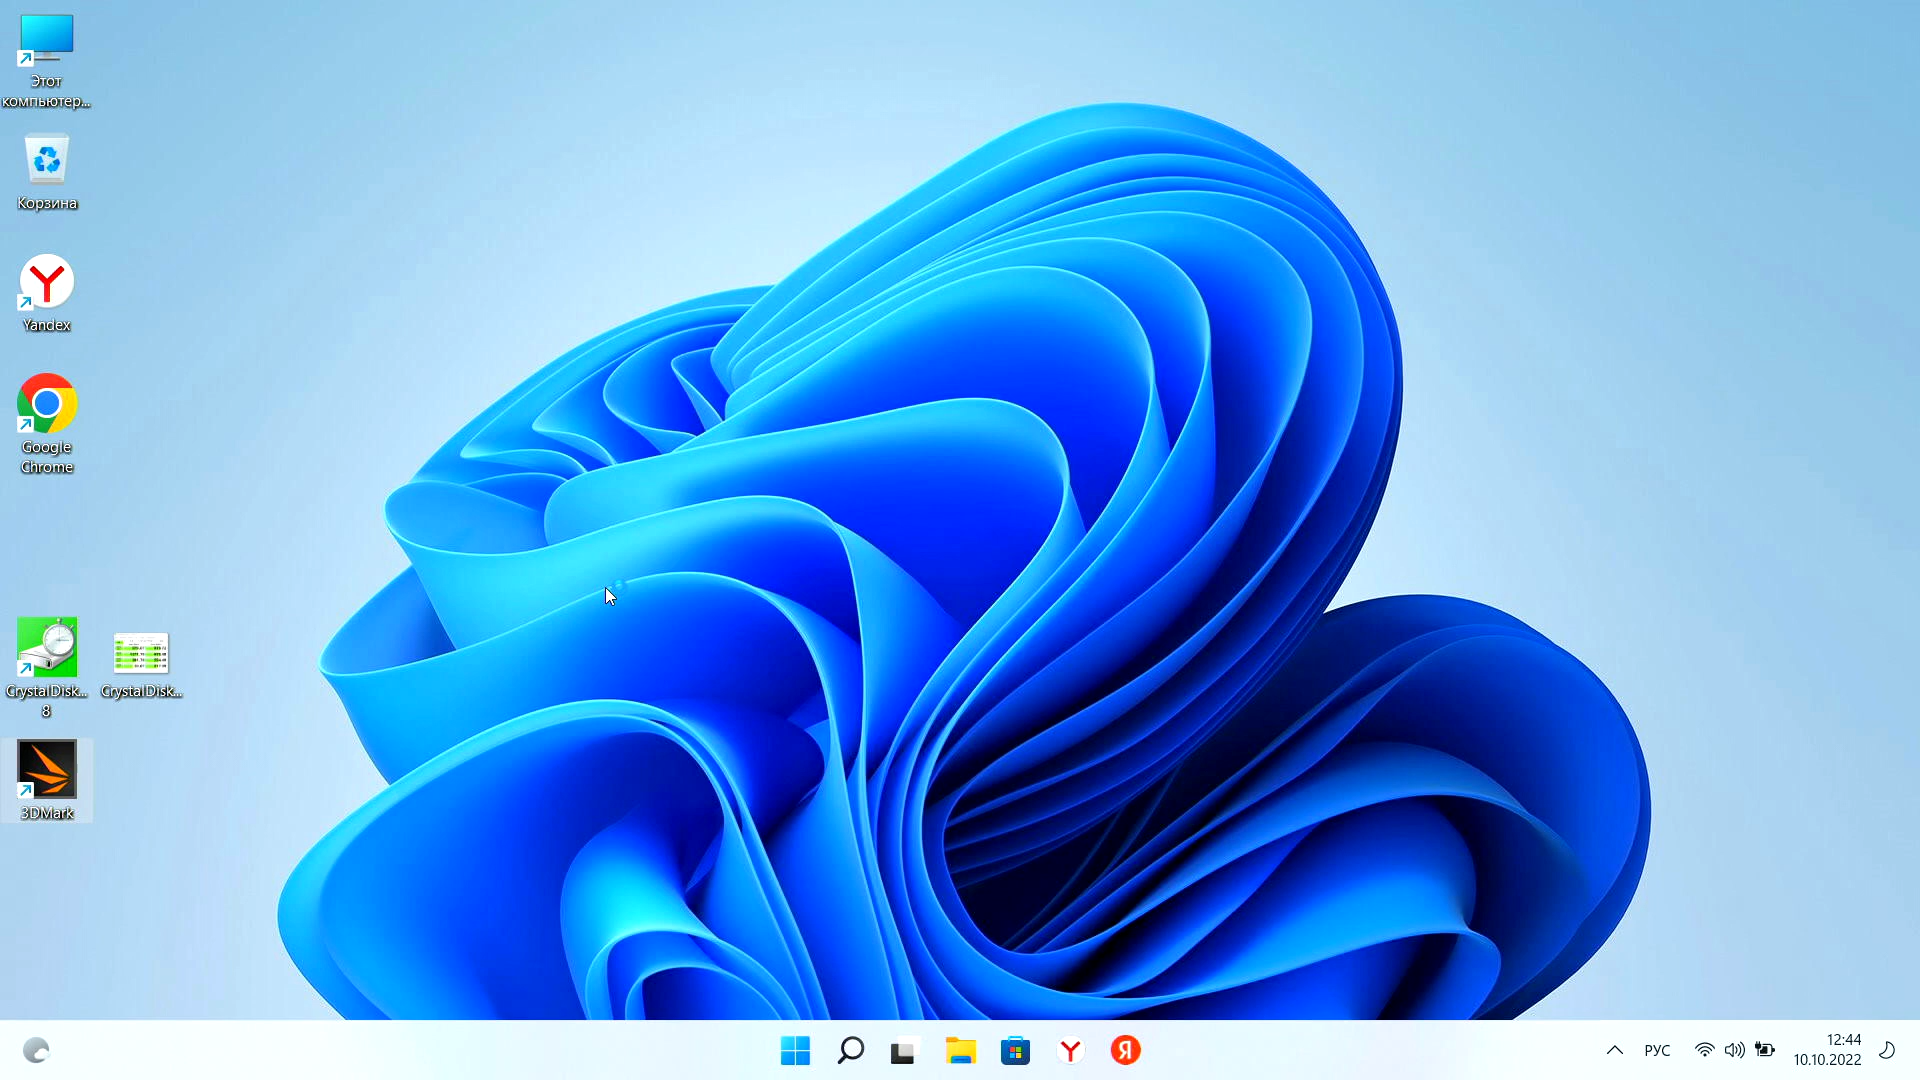 Этот
компьютер...
Корзина
Yandex
Google
Chrome
CrystalDisk...
8
CrystalDisk...
3DMark
РУС
12:44
10.10.2022